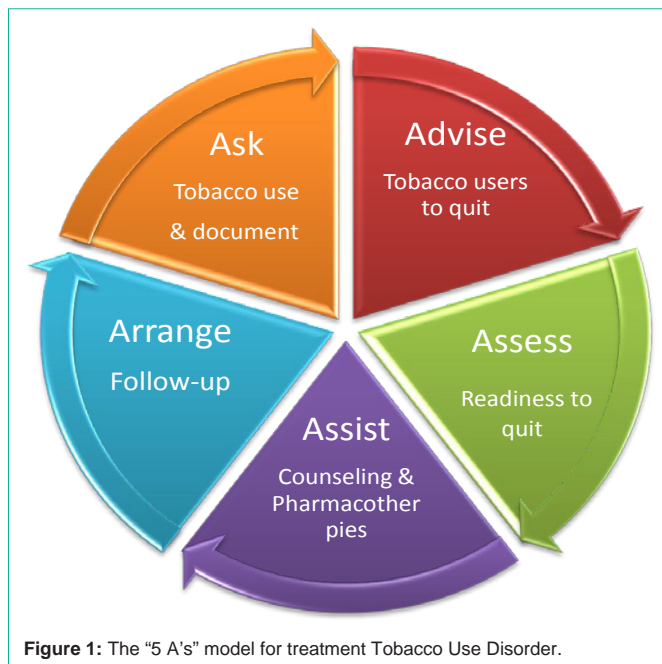 Ask
Tobacco use
& document
Advise
Tobacco users
to quit
Assess
Readiness to
quit
Assist
Counseling &
Pharmacother
pies
Arrange
Follow-up
Figure 1: The “5 A's” model for treatment Tobacco Use Disorder.